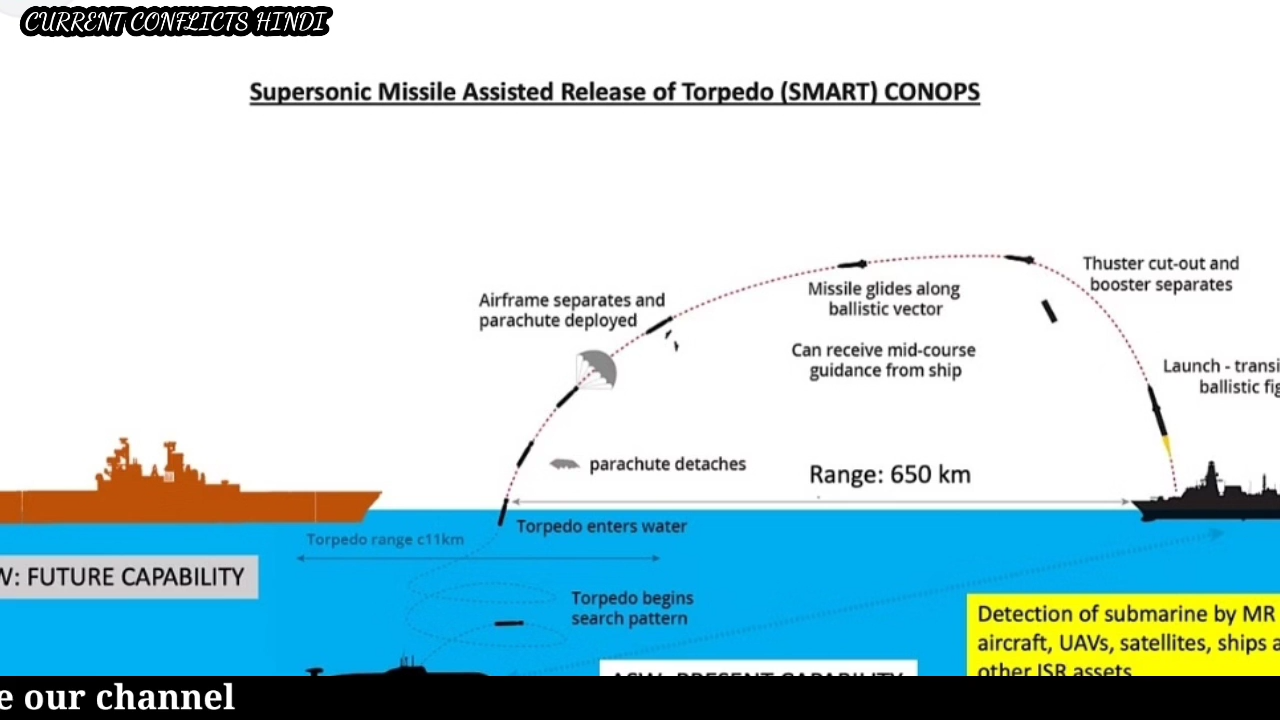 CURRENT CONFLICTS HINDI
Supersonic Missile Assisted Release of Torpedo (SMART) CONOPS
Thuster cut-out and
booster separates
Missile glides along
ballistic vector
Airframe separates and
parachute deployed
Can receive mid-course
guidance from ship
Launch - transi
ballistic fig
parachute detaches
Range: 650 km
Torpedo enters water
Torpedo range c11km
W: FUTURE CAPABILITY
Torpedo begins
search pattern
Detection of submarine by MR
aircraft, UAVs, satellites, ships a
other ISR assets
ASW: PRESENT CAPABILITY
e our channel